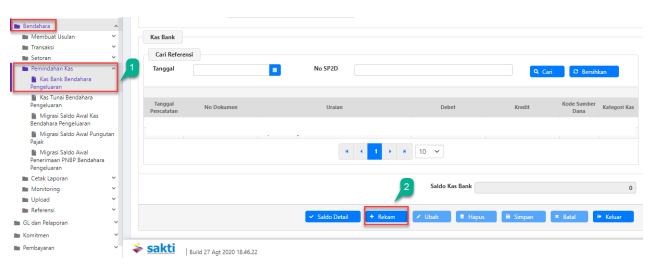 Bendahara
Membuat Usulan
Transaksi
Setoran
Pemindahan Kas
Kas Bank Bendahara
Pengeluaran
Kas Tunai Bendahara
Pengeluaran
Migrasi Saldo Awal Kas
Bendahara Pengeluaran
Migrasi Saldo Awal Pungutan
Pajak
Migrasi Saldo Awal
Penerimaan PNBP Bendahara
Pengeluaran
Cetak Laporan
Monitoring
Upload
Referensi
GL dan Pelaporan
Komitmen
Pembayaran
1
Kas Bank
Cari Referensi
Tanggal
No SP2D
Cari
Bersihkan
Tanggal Pencatatan No Dokumen Uraian Debet Kredit Kode Sumber Dana Kategori Kas
1
10
Saldo Kas Bank
0
2
Saldo Detail
Rekam
Ubah
Hapus
Simpan
Batal
Keluar
sakti
Build 27 Agt 2020 18.46.22